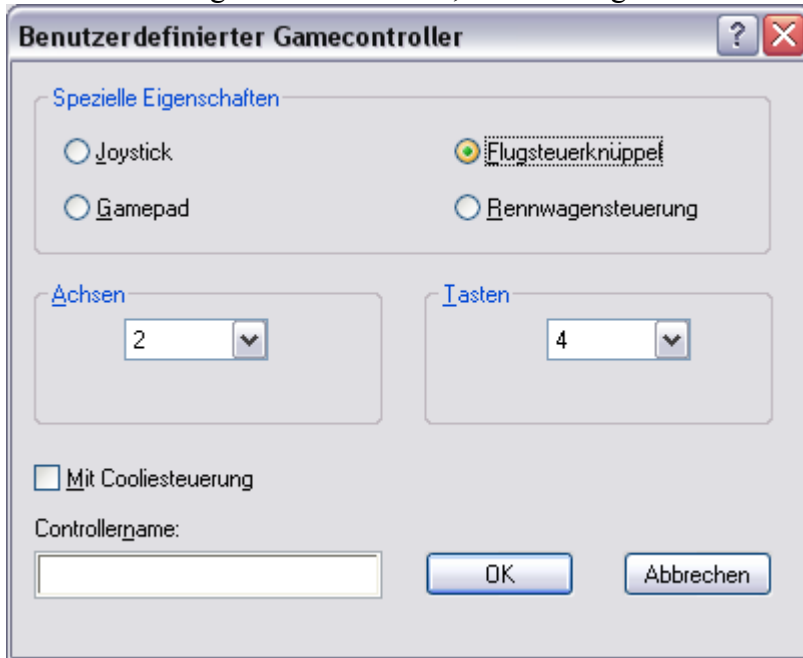 Benutzerdefinierter Gamecontroller
Spezielle Eigenschaften
Joystick
Flugsteuerknüppel
Gamepad
Rennwagensteuerung
Achsen
Tasten
2
4
Mit Cooliesteuerung
Controllername:
OK
Abbrechen